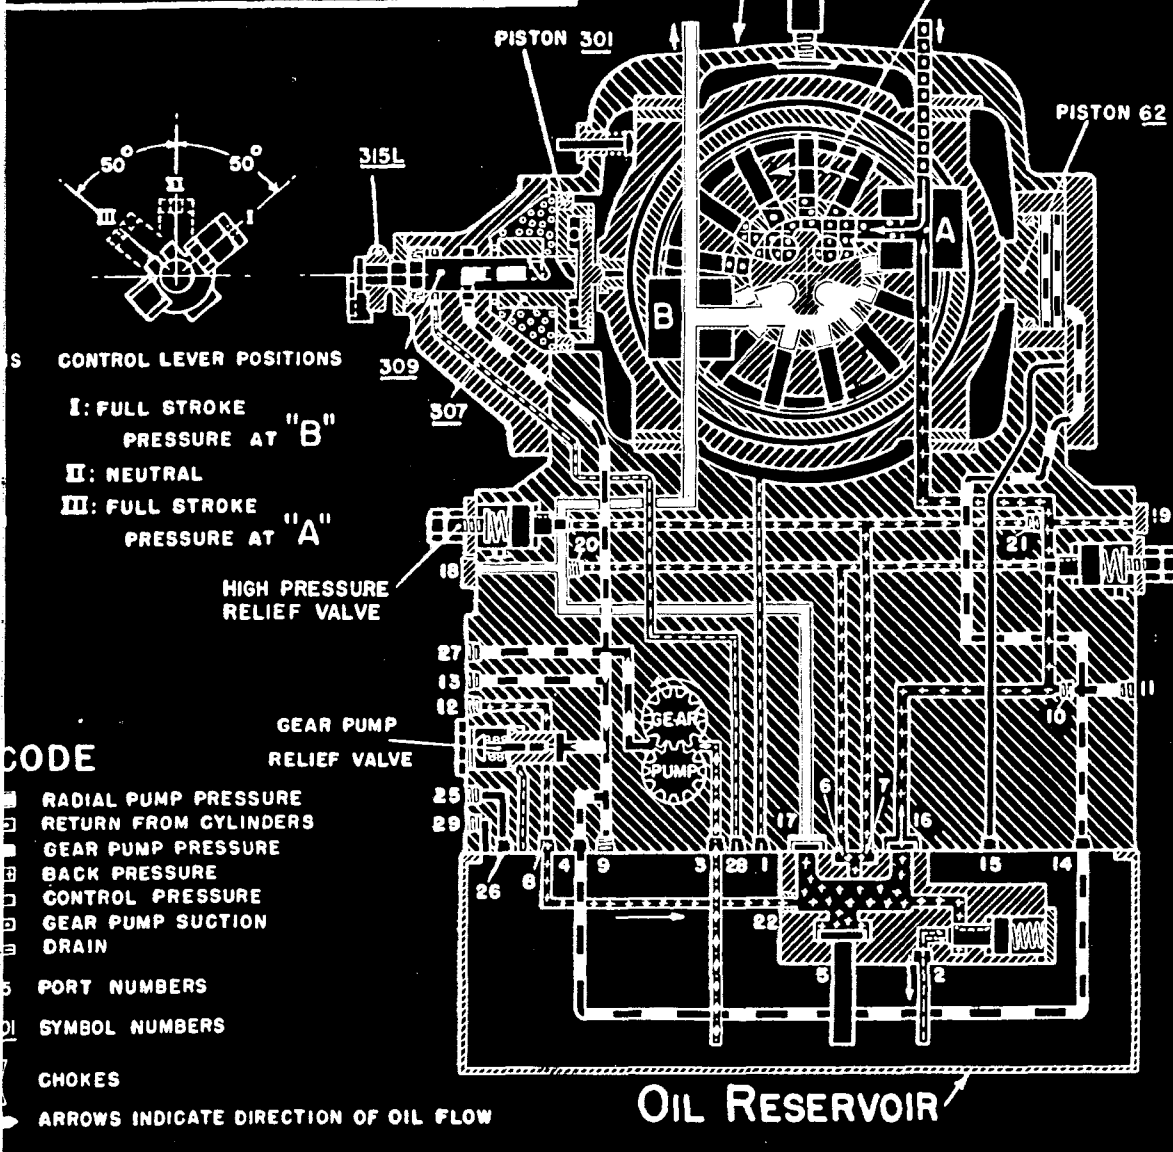 PISTON 301
PISTON 62
50° 50°
315L
II
III
I
A
B
S CONTROL LEVER POSITIONS
309
307
I: FULL STROKE
PRESSURE AT "B"
II: NEUTRAL
III: FULL STROKE
PRESSURE AT "A"
19
20
21
18
HIGH PRESSURE
RELIEF VALVE
27
13
11
12
10
GEAR
GEAR PUMP
RELIEF VALVE
PUMP
CODE
RADIAL PUMP PRESSURE
25
6
7
RETURN FROM CYLINDERS
29
17
16
GEAR PUMP PRESSURE
26
8
4
9
3
28
1
15
14
BACK PRESSURE
CONTROL PRESSURE
GEAR PUMP SUCTION
22
DRAIN
5
2
5 PORT NUMBERS
01 SYMBOL NUMBERS
CHOKES
ARROWS INDICATE DIRECTION OF OIL FLOW
OIL RESERVOIR